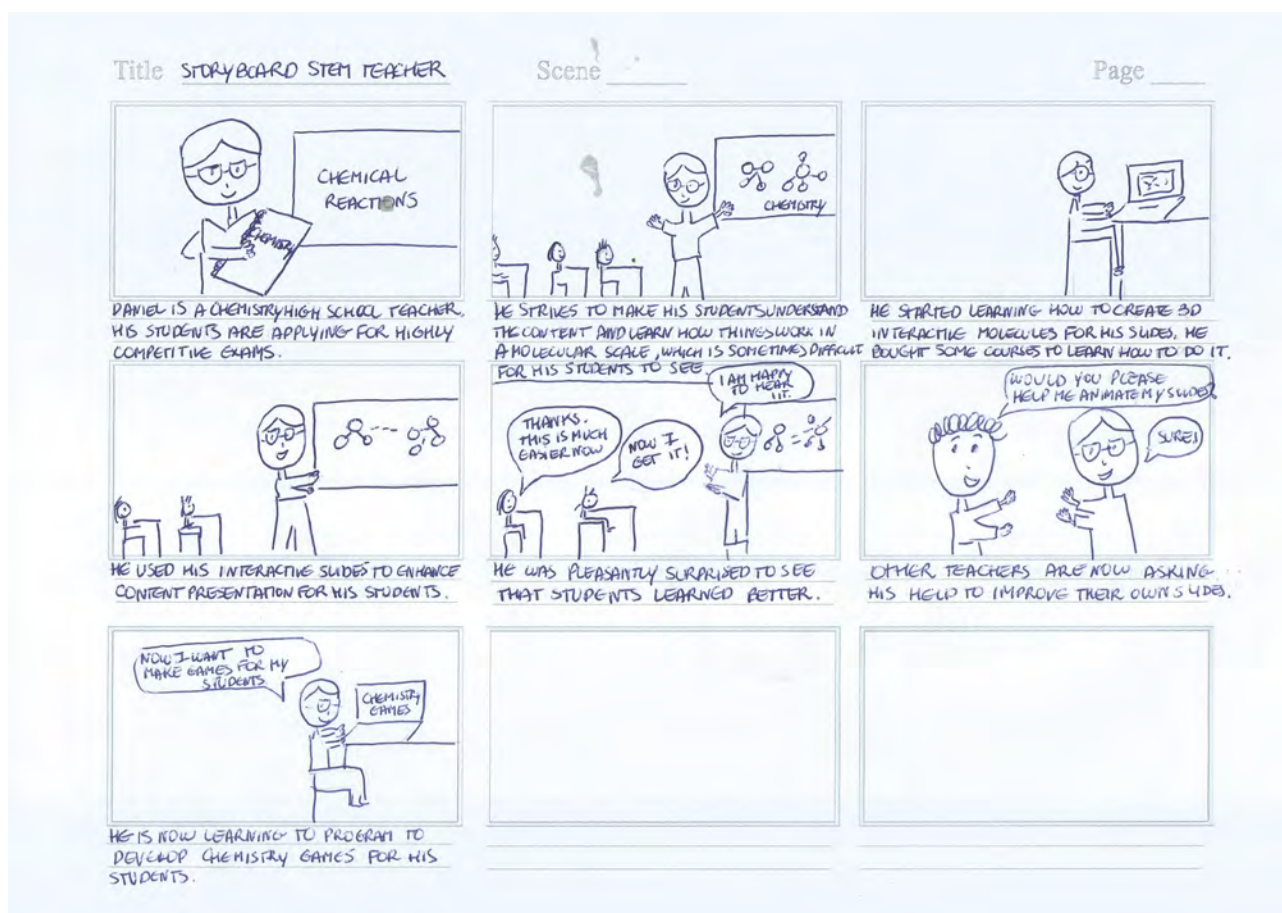 Title STORYBOARD STEM TEACHER
Scene
Page
CHEMICAL
REACTIONS
CHEMISTRY
DANIEL IS A CHEMISTRY HIGH SCHOOL TEACHER.
HIS STUDENTS ARE APPLYING FOR HIGHLY
COMPETITIVE EXAMS.
CHEMISTRY
HE STRIVES TO MAKE HIS STUDENTS UNDERSTAND
THE CONTENT AND LEARN HOW THINGS WORK IN
A MOLECULAR SCALE, WHICH IS SOMETIMES DIFFICULT
FOR HIS STUDENTS TO SEE.
HE STARTED LEARNING HOW TO CREATE 3D
INTERACTIVE MOLECULES FOR HIS SLIDES. HE
BOUGHT SOME COURSES TO LEARN HOW TO DO IT.
HE USED HIS INTERACTIVE SLIDES TO ENHANCE
CONTENT PRESENTATION FOR HIS STUDENTS.
THANKS.
THIS IS MUCH
EASIER NOW
NOW I
GET IT!
I AM HAPPY
TO HEAR
IT.
HE WAS PLEASANTLY SURPRISED TO SEE
THAT STUDENTS LEARNED BETTER.
WOULD YOU PLEASE
HELP ME ANIMATE MY SLIDES
SURE!
OTHER TEACHERS ARE NOW ASKING
HIS HELP TO IMPROVE THEIR OWN SLIDES.
NOW I WANT TO
MAKE GAMES FOR MY
STUDENTS
CHEMISTRY
GAMES
HE IS NOW LEARNING TO PROGRAM TO
DEVELOP CHEMISTRY GAMES FOR HIS
STUDENTS.